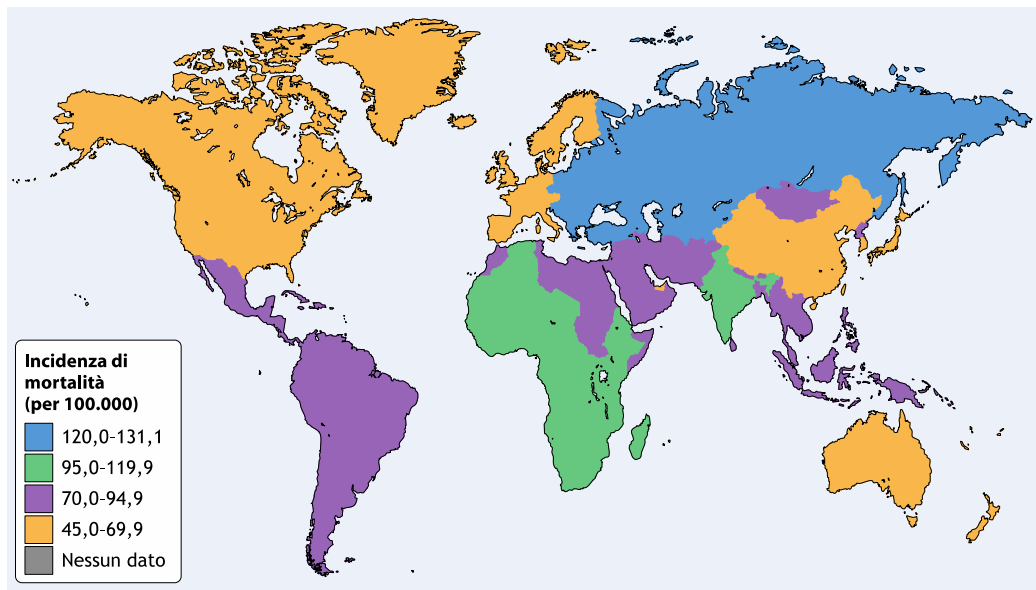 Incidenza di
mortalità
(per 100.000)
120,0-131,1
95,0-119,9
70,0-94,9
45,0-69,9
Nessun dato